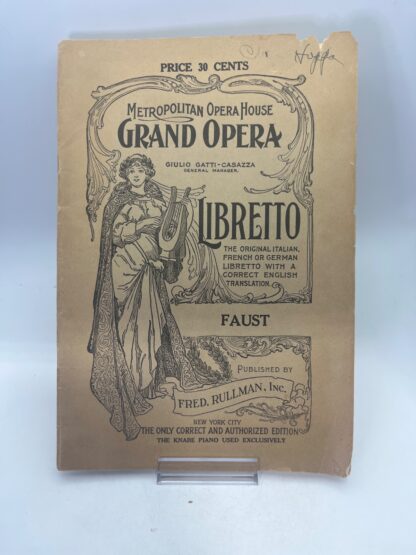 PRICE 30 CENTS
METROPOLITAN OPERA HOUSE
GRAND OPERA
GIULIO GATTI-CASAZZA
GENERAL MANAGER.
LIBRETTO
THE ORIGINAL ITALIAN,
FRENCH OR GERMAN
LIBRETTO WITH A
CORRECT ENGLISH
TRANSLATION.
FAUST
PUBLISHED BY
FRED. RULLMAN, INC.
NEW YORK CITY
THE ONLY CORRECT AND AUTHORIZED EDITION
THE KNABE PIANO USED EXCLUSIVELY